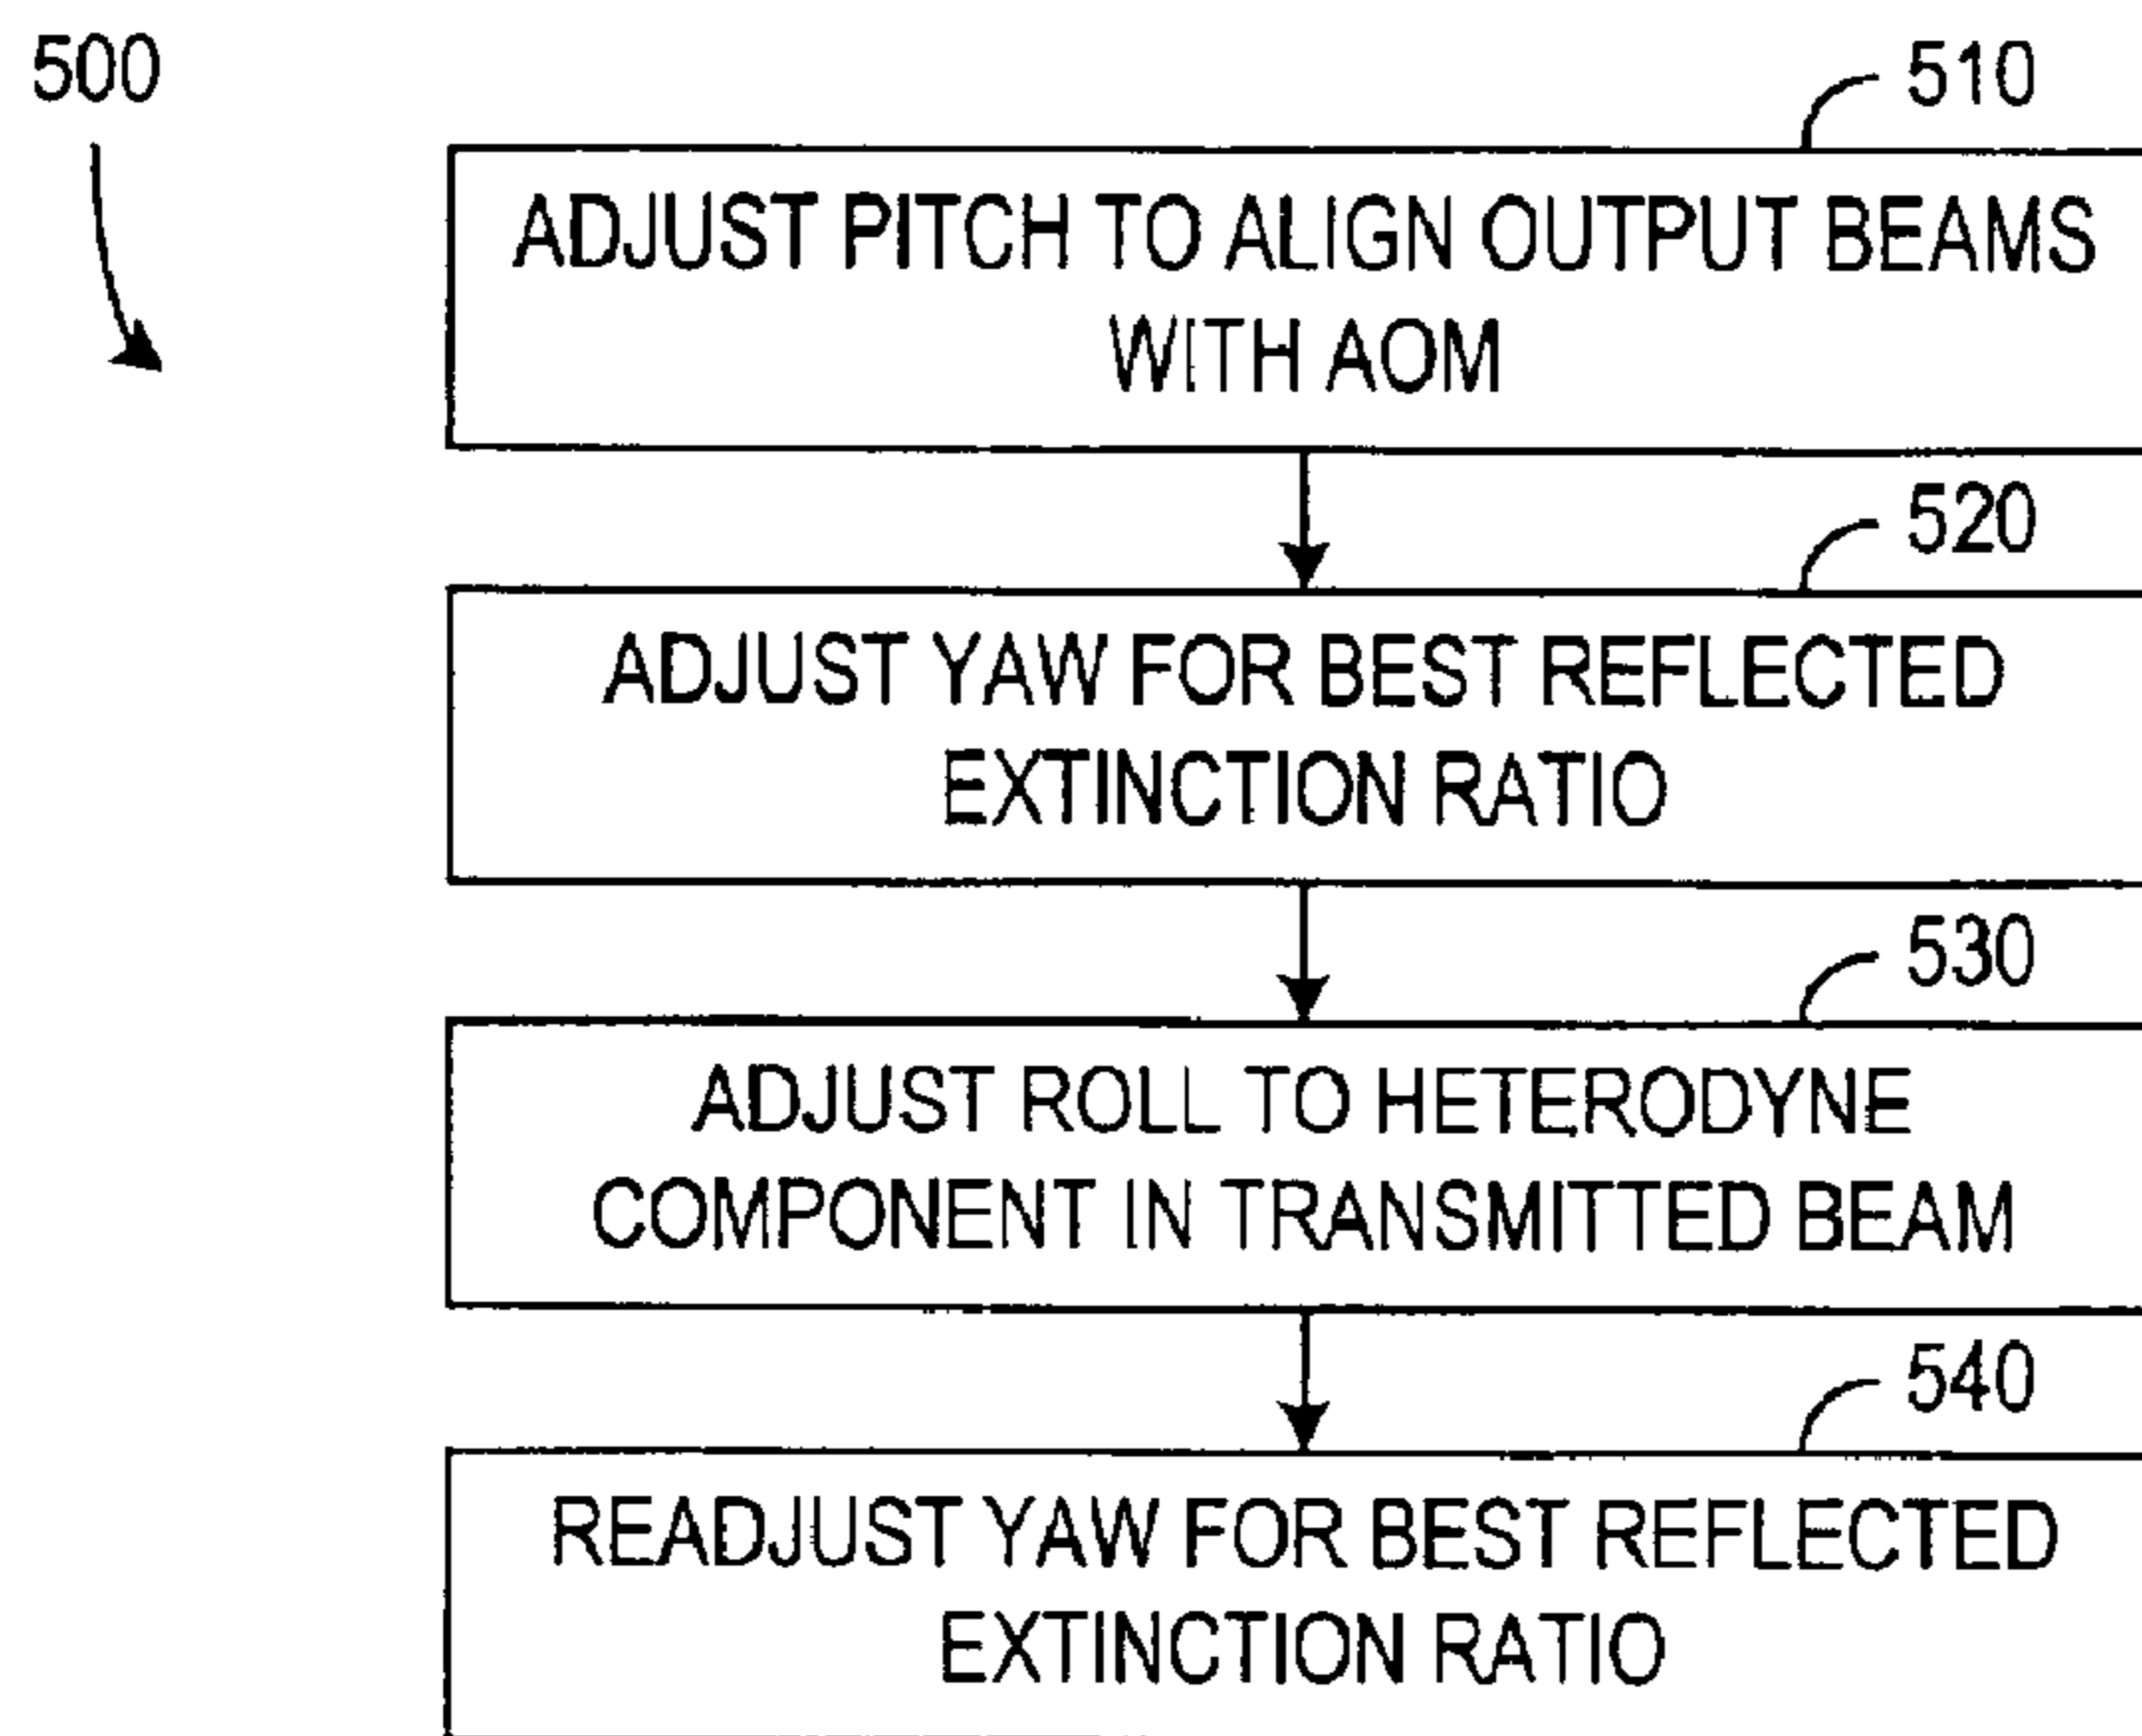 500
510
ADJUST PITCH TO ALIGN OUTPUT BEAMS
WITH AOM
520
ADJUST YAW FOR BEST REFLECTED
EXTINCTION RATIO
530
ADJUST ROLL TO HETERODYNE
COMPONENT IN TRANSMITTED BEAM
540
READJUST YAW FOR BEST REFLECTED
EXTINCTION RATIO